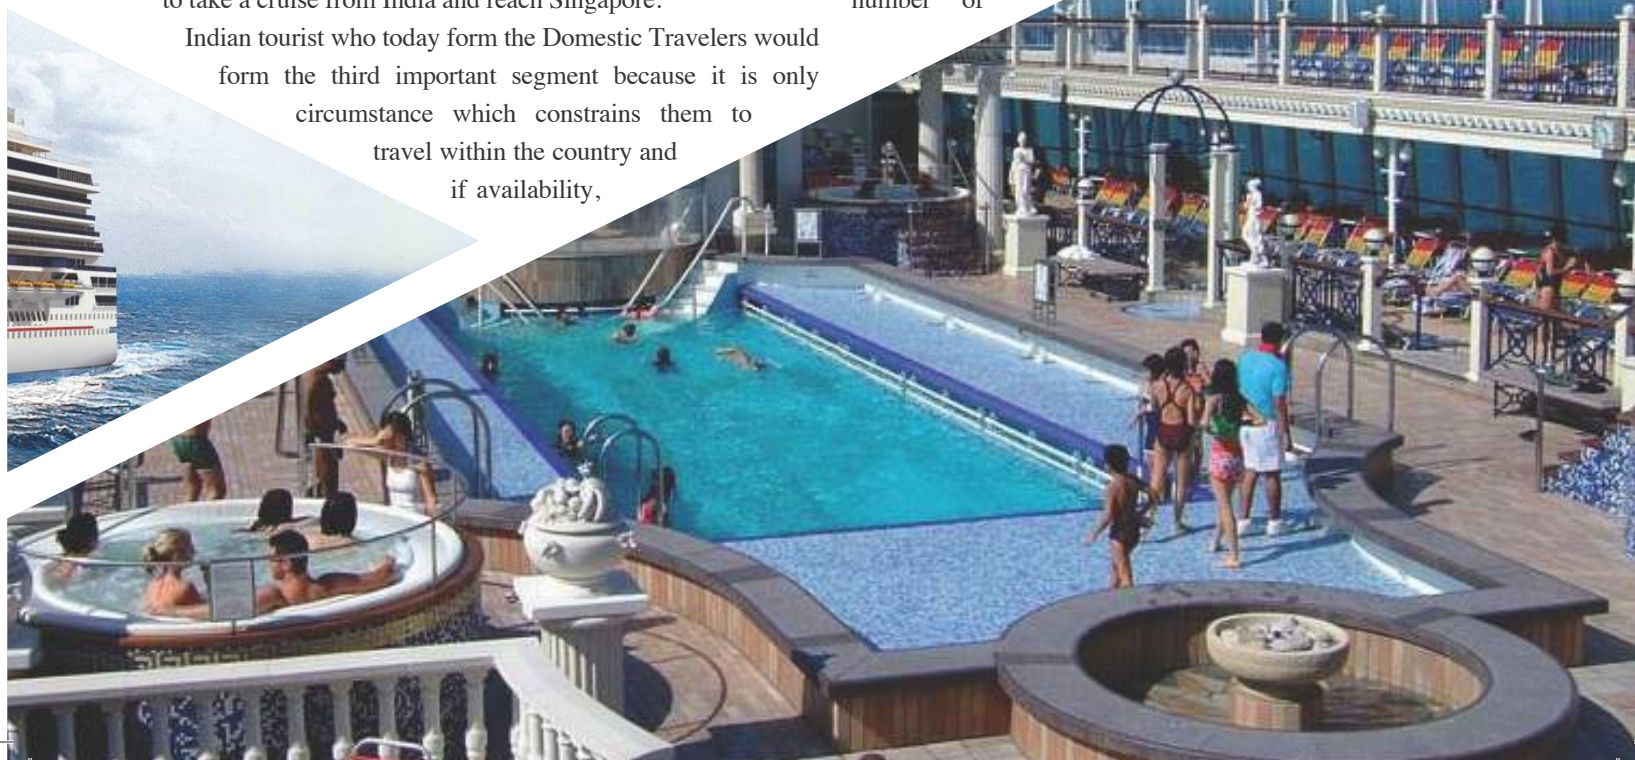 to take a cruise from India and reach Singapore.
Indian tourist who today form the Domestic Travelers would
form the third important segment because it is only
circumstance which constrains them to
travel within the country and
if availability,
number of